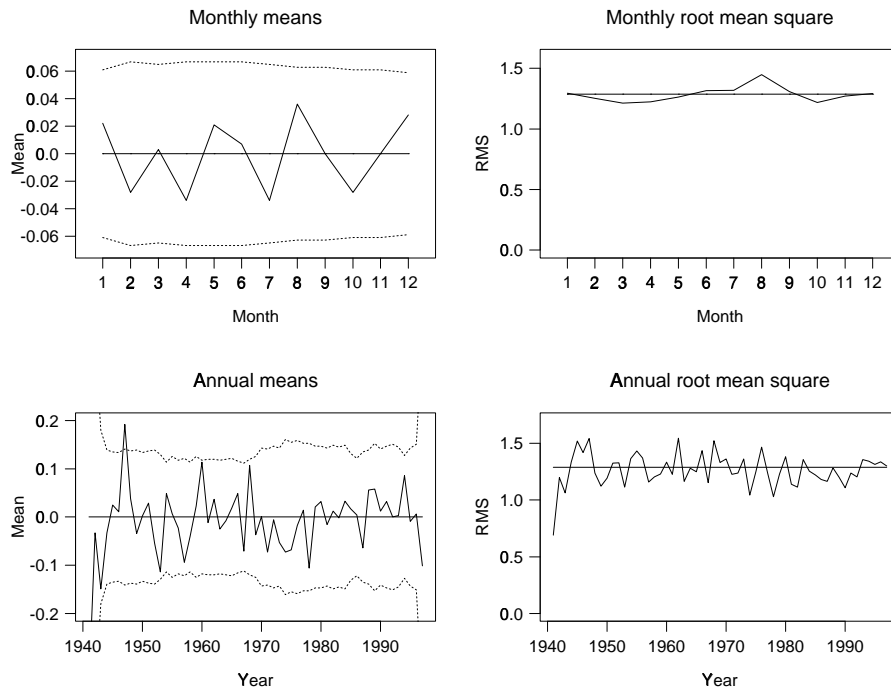 Monthly means
Mean
0.06
0.04
0.02
0.0
-0.02
-0.04
-0.06
1 2 3 4 5 6 7 8 9 10 11 12
Month
Monthly root mean square
RMS
1.5
1.0
0.5
0.0
1 2 3 4 5 6 7 8 9 10 11 12
Month
Annual means
Mean
0.2
0.1
0.0
-0.1
-0.2
1940 1950 1960 1970 1980 1990
Year
Annual root mean square
RMS
1.5
1.0
0.5
0.0
1940 1950 1960 1970 1980 1990
Year